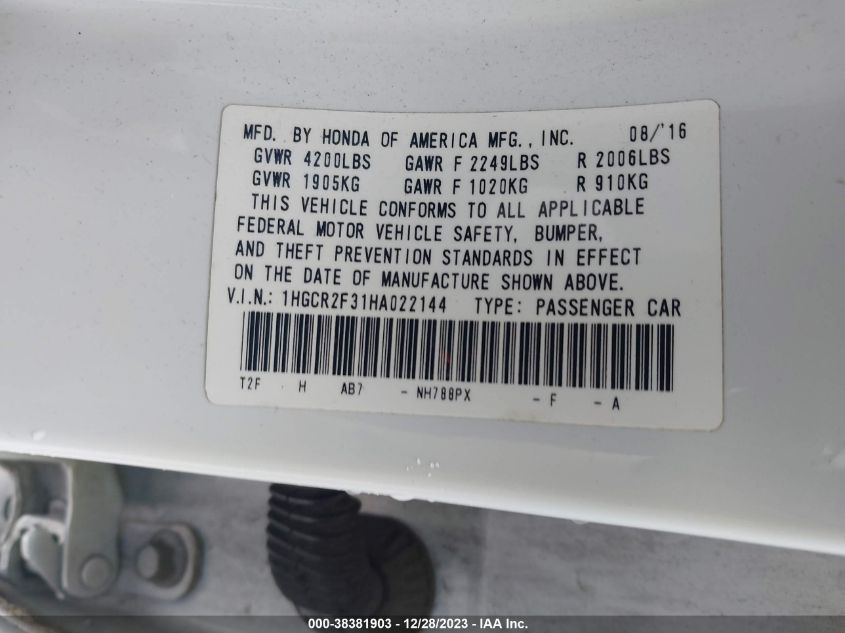 MFD. BY HONDA OF AMERICA MFG., INC. 08/'16
GVWR 4200LBS GAWR F 2249LBS R 2006LBS
GVWR 1905KG GAWR F 1020KG R 910KG
THIS VEHICLE CONFORMS TO ALL APPLICABLE
FEDERAL MOTOR VEHICLE SAFETY, BUMPER,
AND THEFT PREVENTION STANDARDS IN EFFECT
ON THE DATE OF MANUFACTURE SHOWN ABOVE.
V.I.N.: 1HGCR2F31HA022144 TYPE: PASSENGER CAR
T2F H AB7 - NH788PX - F - A
000-38381903 - 12/28/2023 - IAA Inc.